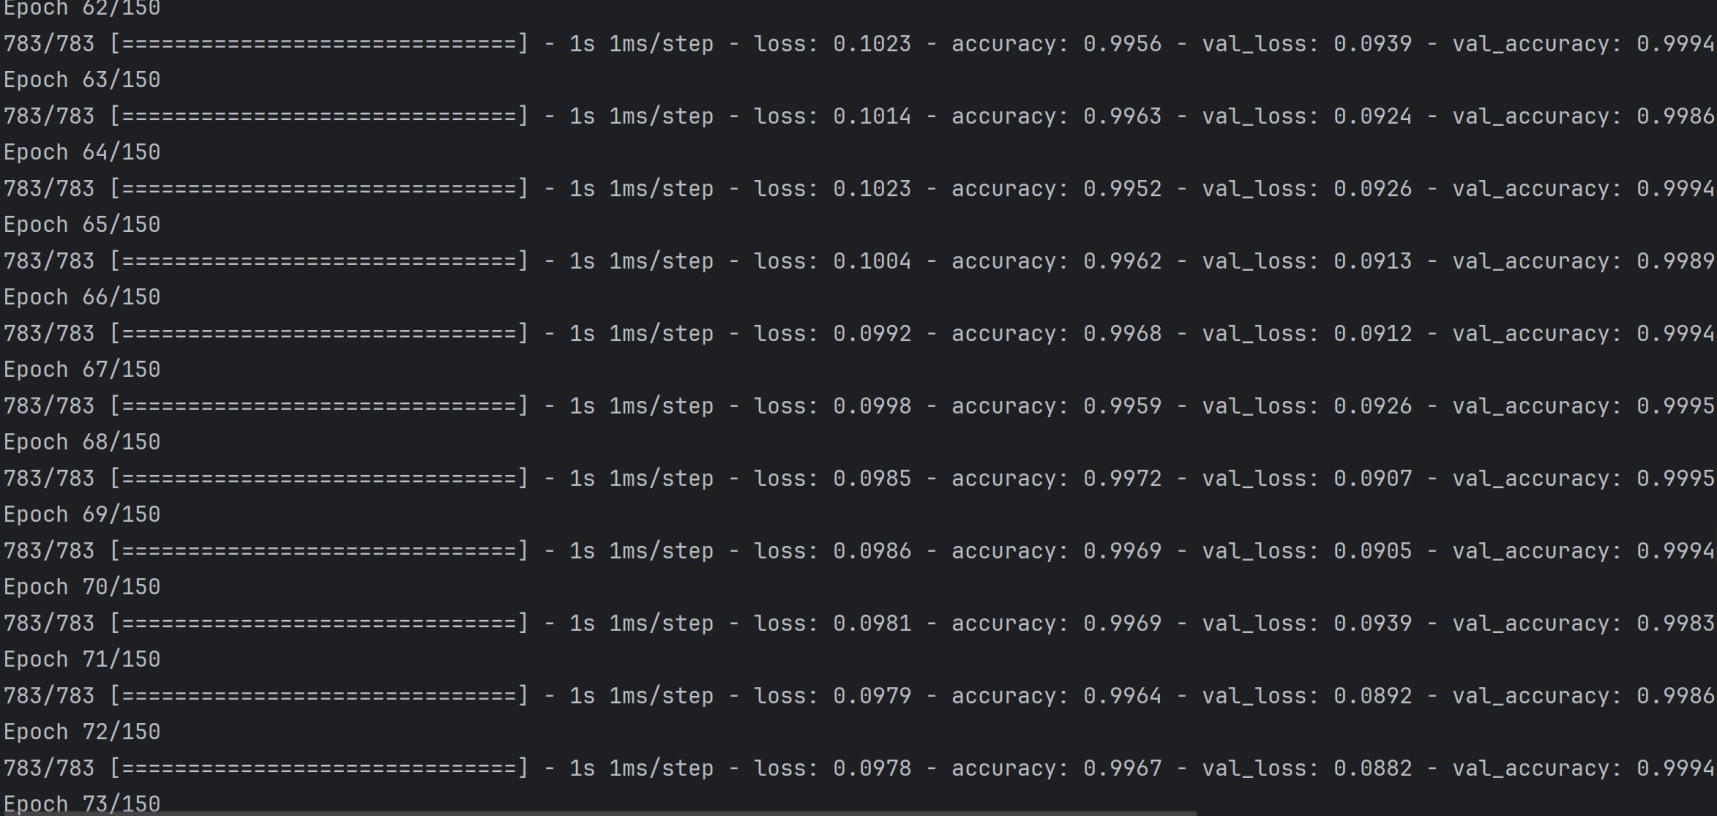 Epoch 62/150
783/783 [==============================] - 1s 1ms/step - loss: 0.1023 - accuracy: 0.9956 - val_loss: 0.0939 - val_accuracy: 0.9994
Epoch 63/150
783/783 [==============================] - 1s 1ms/step - loss: 0.1014 - accuracy: 0.9963 - val_loss: 0.0924 - val_accuracy: 0.9986
Epoch 64/150
783/783 [==============================] - 1s 1ms/step - loss: 0.1023 - accuracy: 0.9952 - val_loss: 0.0926 - val_accuracy: 0.9994
Epoch 65/150
783/783 [==============================] - 1s 1ms/step - loss: 0.1004 - accuracy: 0.9962 - val_loss: 0.0913 - val_accuracy: 0.9989
Epoch 66/150
783/783 [==============================] - 1s 1ms/step - loss: 0.0992 - accuracy: 0.9968 - val_loss: 0.0912 - val_accuracy: 0.9994
Epoch 67/150
783/783 [==============================] - 1s 1ms/step - loss: 0.0998 - accuracy: 0.9959 - val_loss: 0.0926 - val_accuracy: 0.9995
Epoch 68/150
783/783 [==============================] - 1s 1ms/step - loss: 0.0985 - accuracy: 0.9972 - val_loss: 0.0907 - val_accuracy: 0.9995
Epoch 69/150
783/783 [==============================] - 1s 1ms/step - loss: 0.0986 - accuracy: 0.9969 - val_loss: 0.0905 - val_accuracy: 0.9994
Epoch 70/150
783/783 [==============================] - 1s 1ms/step - loss: 0.0981 - accuracy: 0.9969 - val_loss: 0.0939 - val_accuracy: 0.9983
Epoch 71/150
783/783 [==============================] - 1s 1ms/step - loss: 0.0979 - accuracy: 0.9964 - val_loss: 0.0892 - val_accuracy: 0.9986
Epoch 72/150
783/783 [==============================] - 1s 1ms/step - loss: 0.0978 - accuracy: 0.9967 - val_loss: 0.0882 - val_accuracy: 0.9994
Epoch 73/150